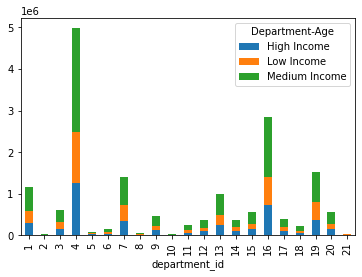 1e6
Department-Age
High Income
Low Income
Medium Income
5
4
3
2
1
0
1 2 3 4 5 6 7 8 9 10 11 12 13 14 15 16 17 18 19 20 21
department_id